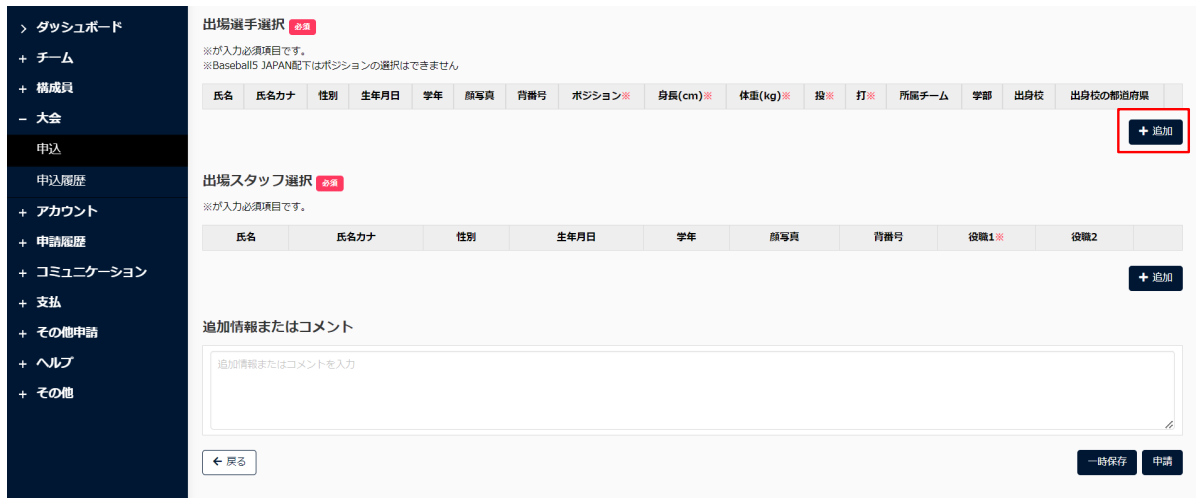 > ダッシュボード
+ チーム
+ 構成員
− 大会
申込
申込履歴
+ アカウント
+ 申請履歴
+ コミュニケーション
+ 支払
+ その他申請
+ ヘルプ
+ その他
出場選手選択 必須
※が入力必須項目です。
※Baseball5 JAPAN配下はポジションの選択はできません
氏名 氏名カナ 性別 生年月日 学年 顔写真 背番号 ポジション※ 身長(cm)※ 体重(kg)※ 投※ 打※ 所属チーム 学部 出身校 出身校の都道府県
+ 追加
出場スタッフ選択 必須
※が入力必須項目です。
氏名 氏名カナ 性別 生年月日 学年 顔写真 背番号 役職1※ 役職2
+ 追加
追加情報またはコメント
追加情報またはコメントを入力
← 戻る 一時保存 申請